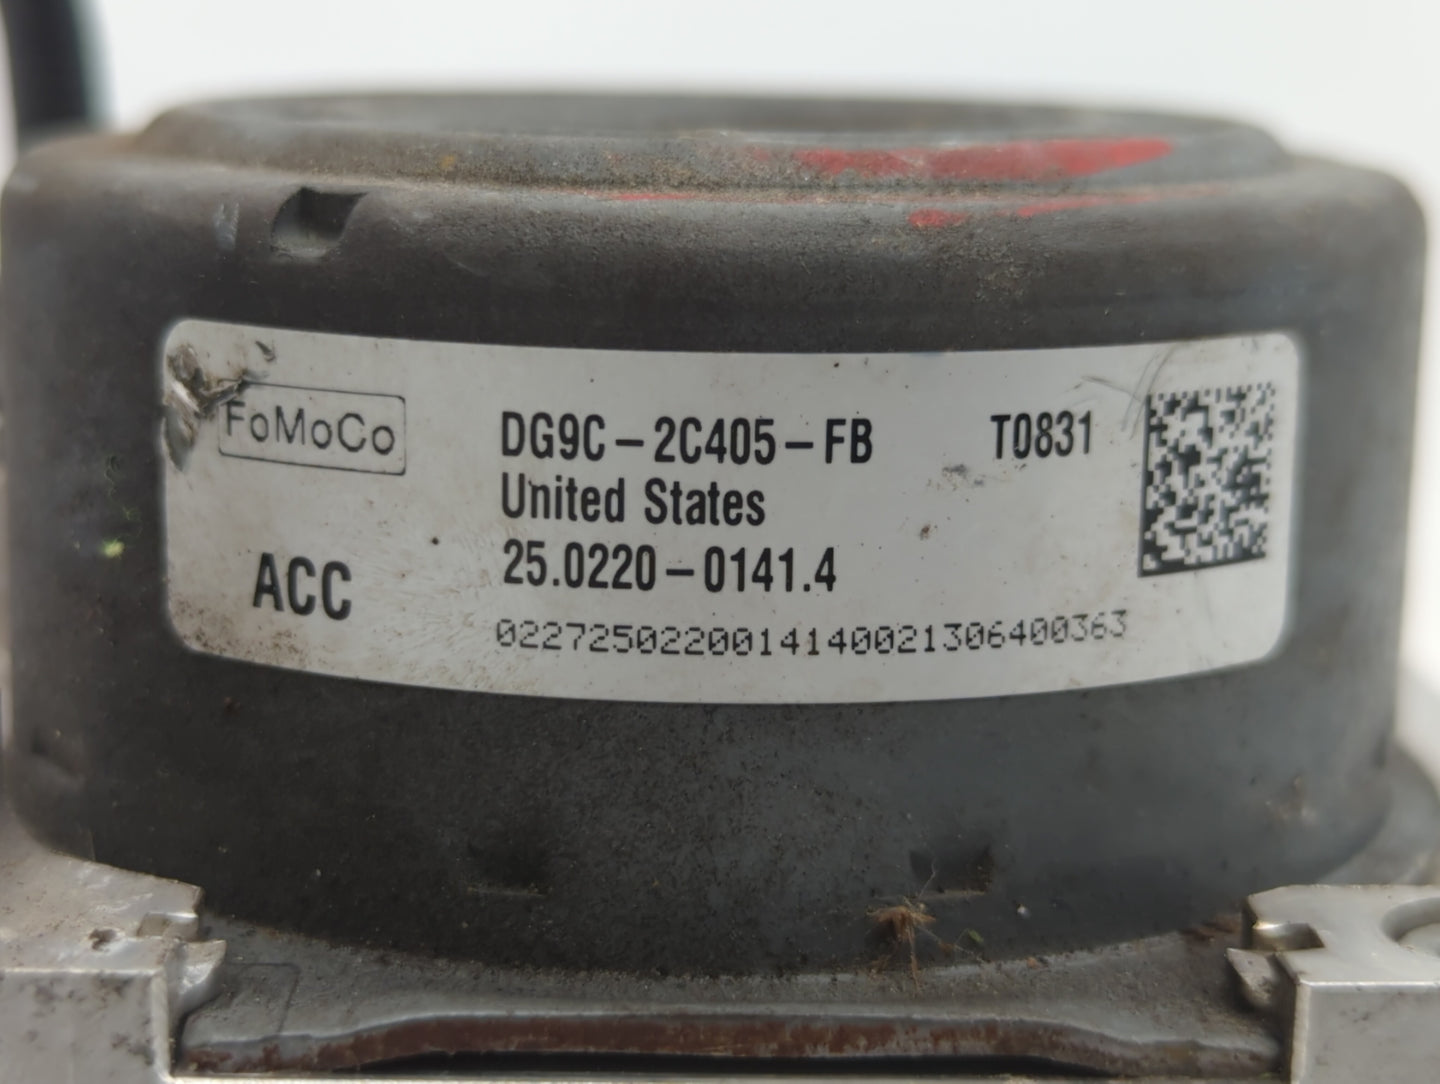 FoMoCo
DG9C-2C405-FB T0831
United States
25.0220-0141.4
ACC
0227250220014140021306400363